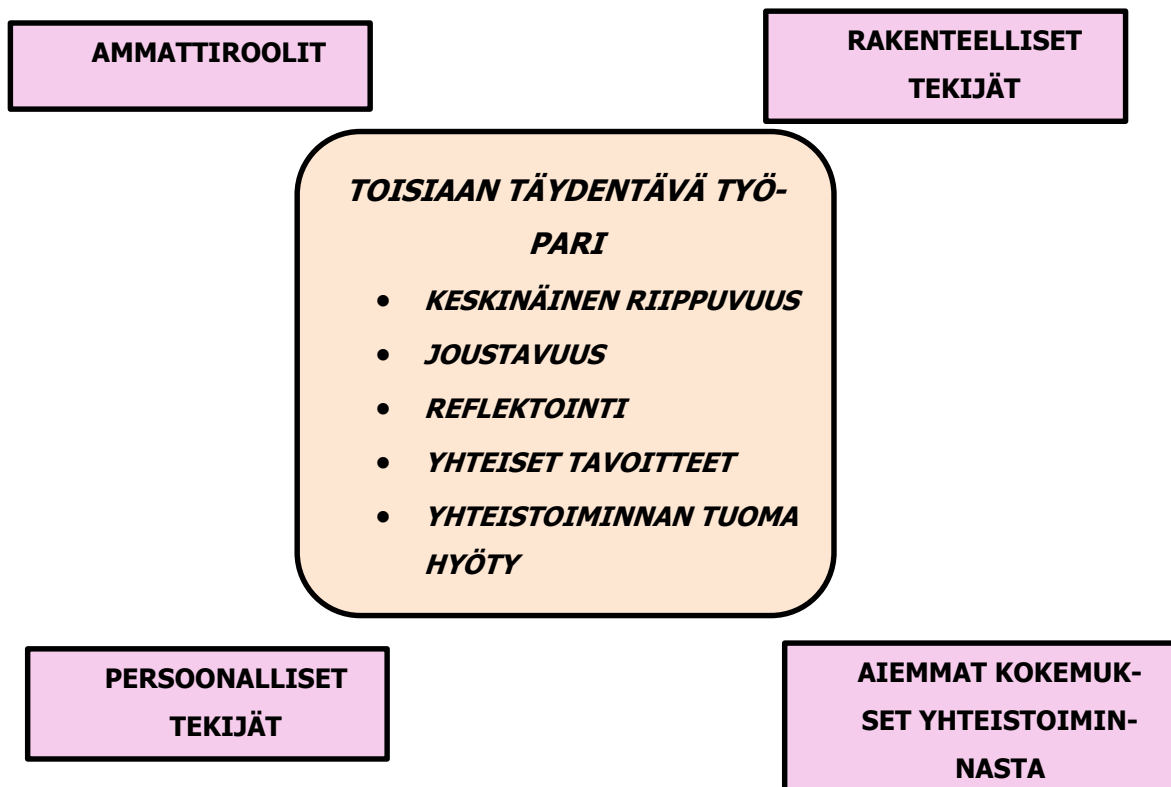 AMMATTIROOLIT
RAKENTEELLISET
TEKIJÄT
TOISIAAN TÄYDENTÄVÄ TYÖ-
PARI
• KESKINÄINEN RIIPPUVUUS
• JOUSTAVUUS
• REFLEKTOINTI
• YHTEISET TAVOITTEET
• YHTEISTOIMINNAN TUOMA
HYÖTY
PERSOONALLISET
TEKIJÄT
AIEMMAT KOKEMUK-
SET YHTEISTOIMIN-
NASTA